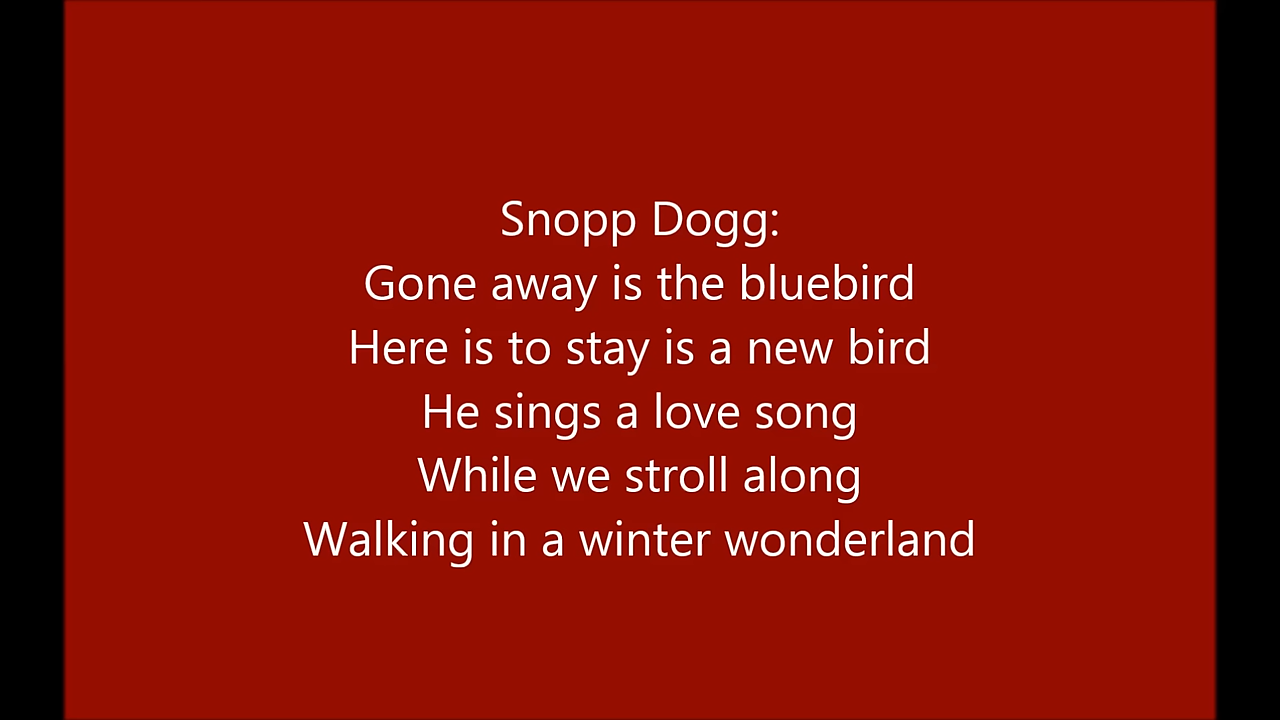 Snopp Dogg:
Gone away is the bluebird
Here is to stay is a new bird
He sings a love song
While we stroll along
Walking in a winter wonderland